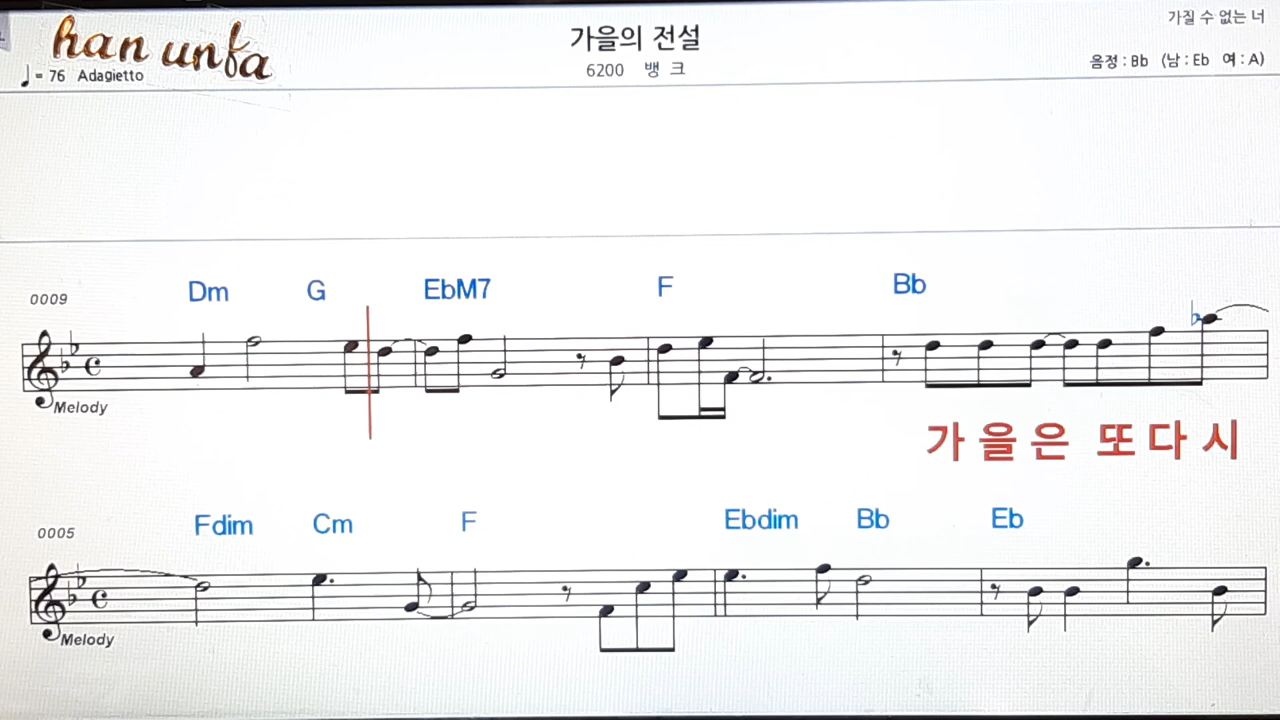 han unfa
가을의 전설
가질 수 없는 너
♩= 76 Adagietto
6200 뱅 크
음정 : Bb (남 : Eb 여 : A)
0009
Dm G EbM7 F Bb
Melody
가 을 은 또 다 시
0005
Fdim Cm F Ebdim Bb Eb
Melody